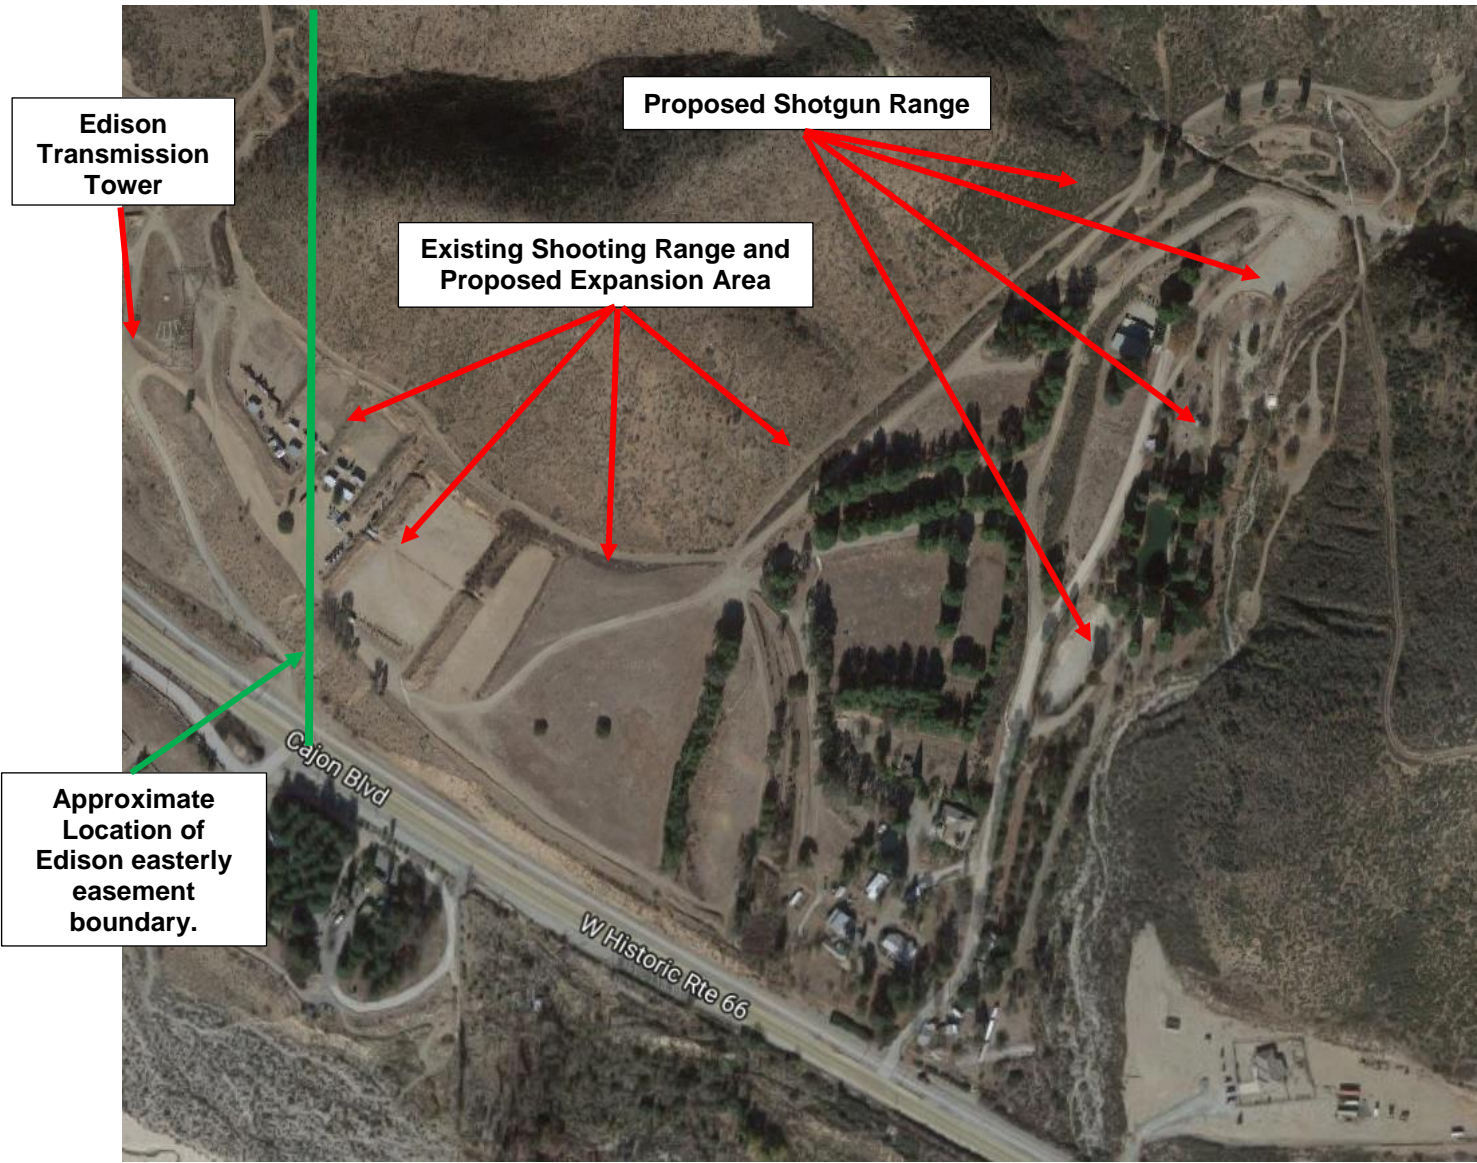 Proposed Shotgun Range
Edison
Transmission
Tower
Existing Shooting Range and
Proposed Expansion Area
Cajon Blvd
Approximate
Location of
Edison easterly
easement
boundary.
W Historic Rte 66